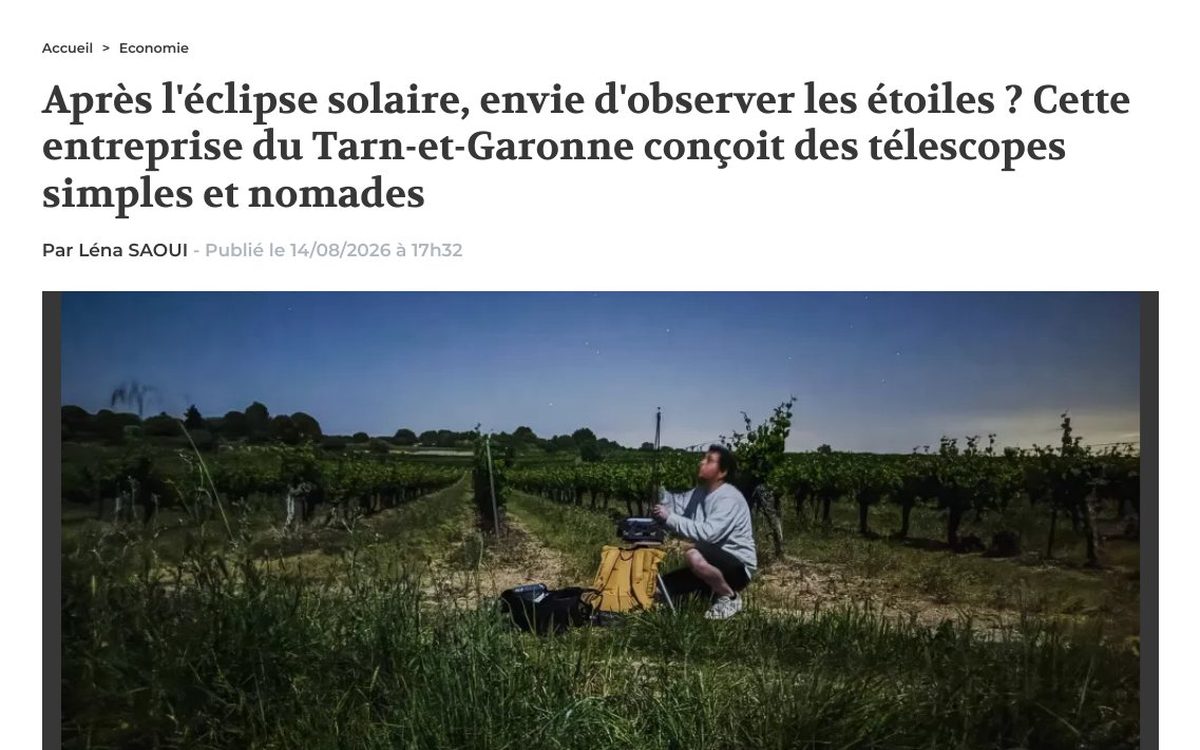 Accueil > Economie
Après l'éclipse solaire, envie d'observer les étoiles ? Cette
entreprise du Tarn-et-Garonne conçoit des télescopes
simples et nomades
Par Léna SAOUI - Publié le 14/08/2026 à 17h32